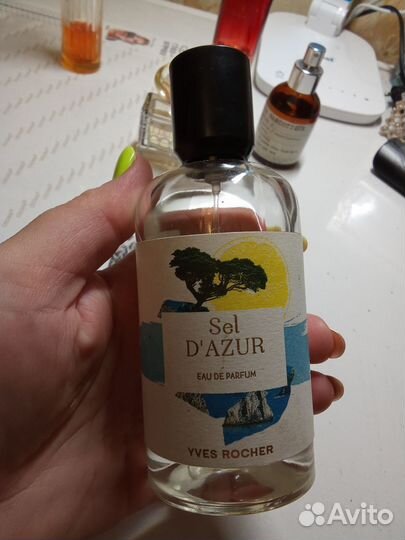 Sel
D'AZUR
EAU DE PARFUM
YVES ROCHER
Avito